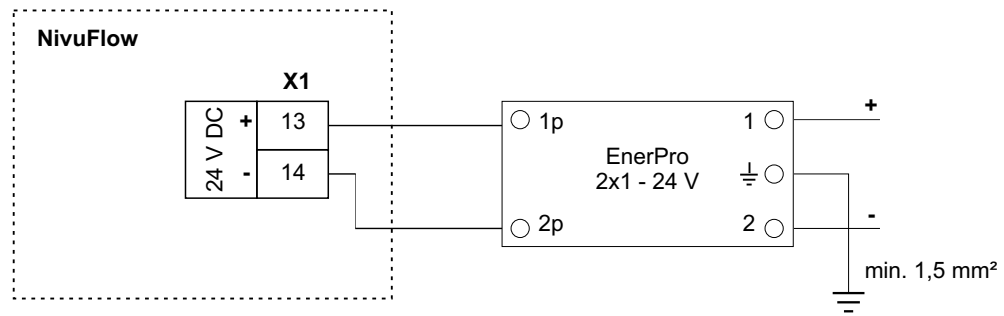 NivuFlow
X1
24 V DC
+ 13
- 14
1p
2p
EnerPro
2x1 - 24 V
1
2
+
-
min. 1,5 mm²